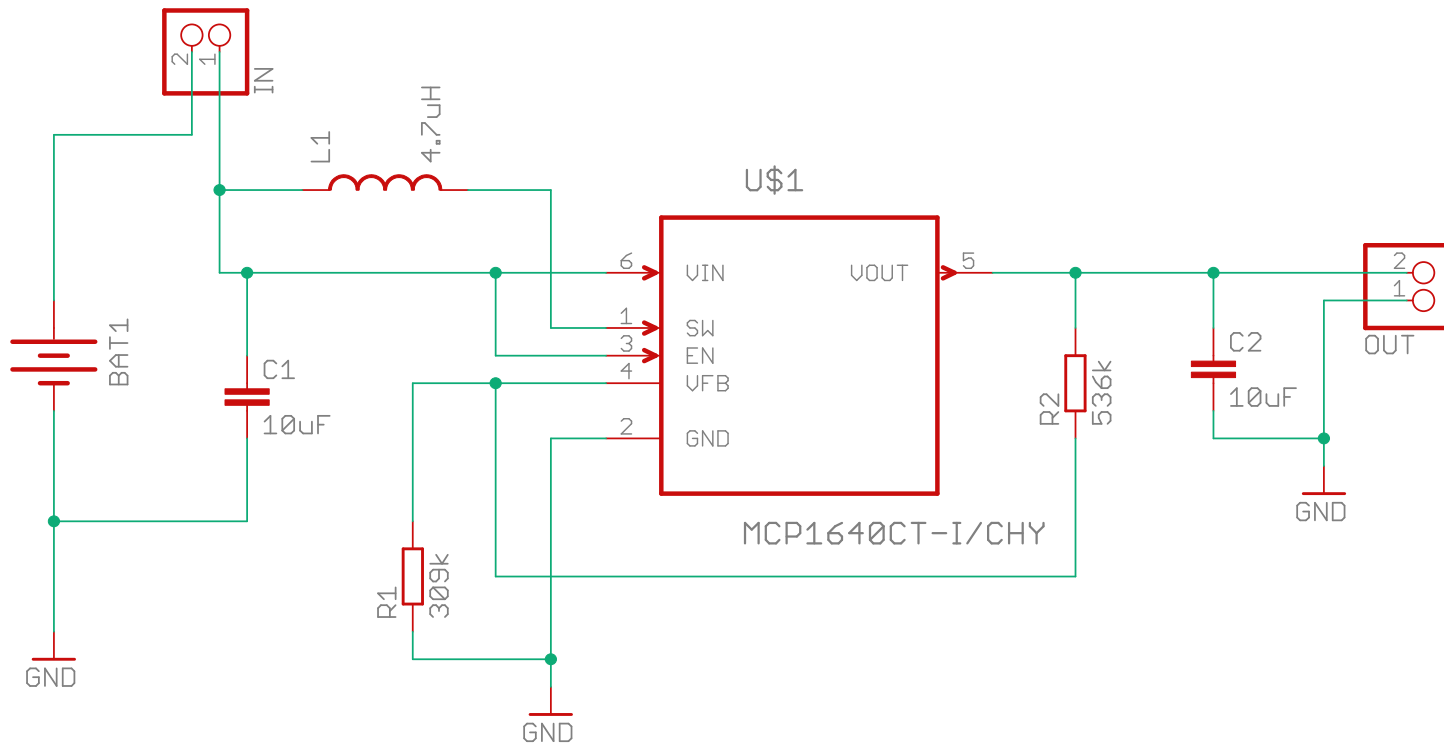 2 1
IN
L1
4.7uH
U$1
6 VIN
VOUT 5
1 SW
3 EN
4 VFB
2 GND
2
1
OUT
BAT1
C1
10uF
R2
536k
C2
10uF
GND
MCP1640CT-I/CHY
R1
309k
GND
GND